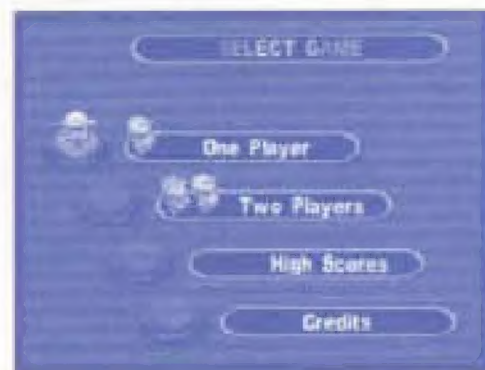 SELECT GAME
One Player
Two Players
High Scores
Credits